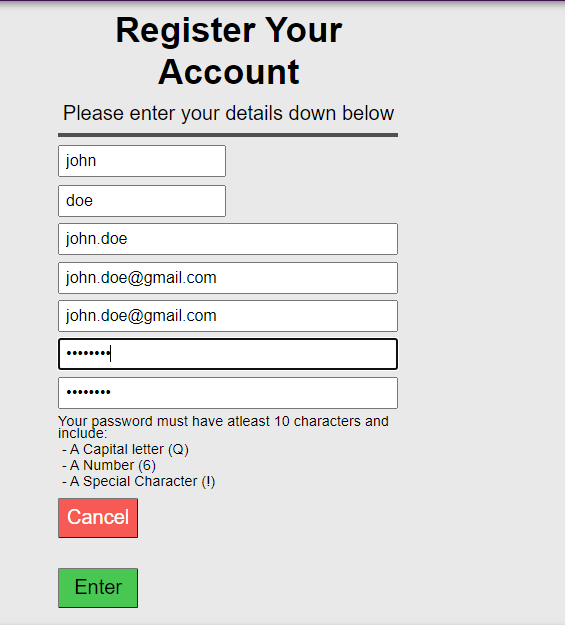 Register Your
Account
Please enter your details down below
john
doe
john.doe
john.doe@gmail.com
john.doe@gmail.com
••••••••
••••••••
Your password must have atleast 10 characters and
include:
- A Capital letter (Q)
- A Number (6)
- A Special Character (!)
Cancel
Enter